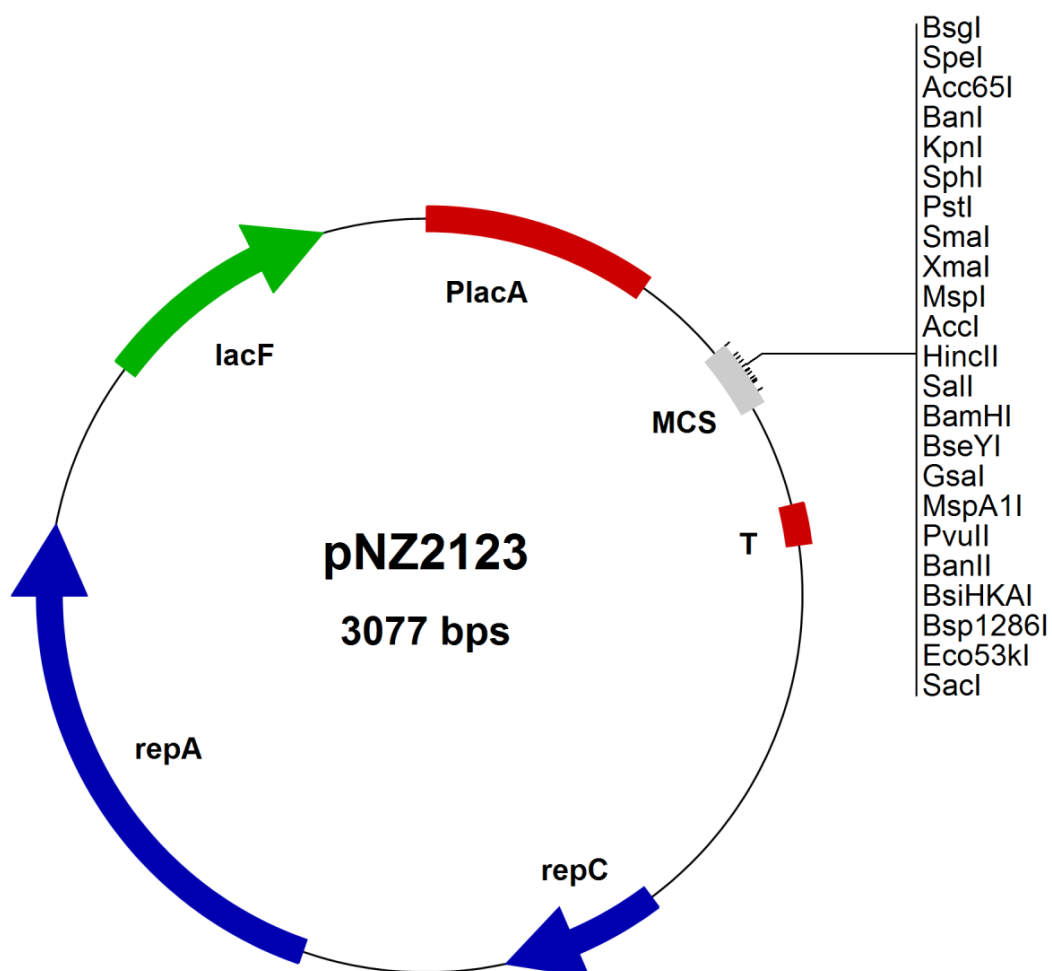 BsgI
SpeI
Acc65I
BanI
KpnI
SphI
PstI
SmaI
XmaI
MspI
AccI
HincII
SalI
BamHI
BseYI
GsaI
MspA1I
PvuII
BanII
BsiHKAI
Bsp1286I
Eco53kI
SacI
PlacA
lacF
MCS
T
pNZ2123
3077 bps
repA
repC